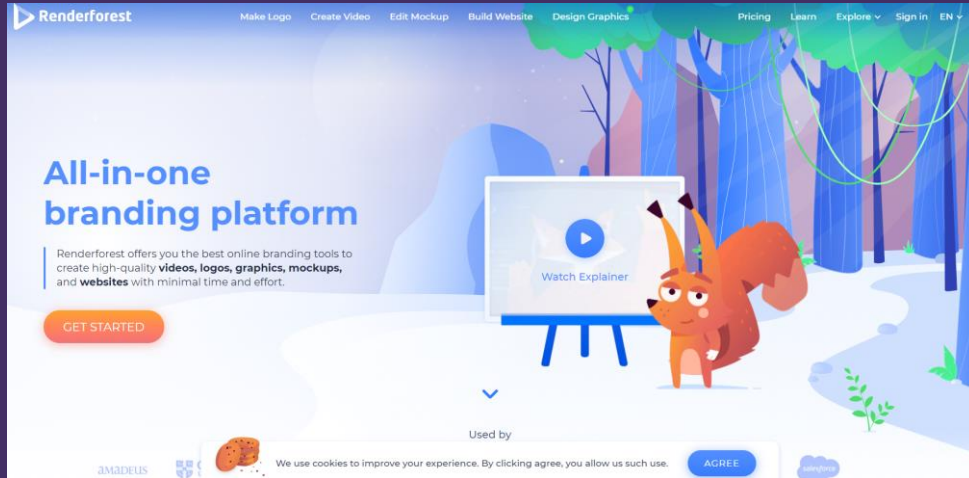 Renderforest Make Logo Create Video Edit Mockup Build Website Design Graphics Pricing Learn Explore Sign in EN
All-in-one
branding platform
Renderforest offers you the best online branding tools to
create high-quality videos, logos, graphics, mockups,
and websites with minimal time and effort.
GET STARTED
Watch Explainer
Used by
We use cookies to improve your experience. By clicking agree, you allow us such use. AGREE
amadeus salesforce